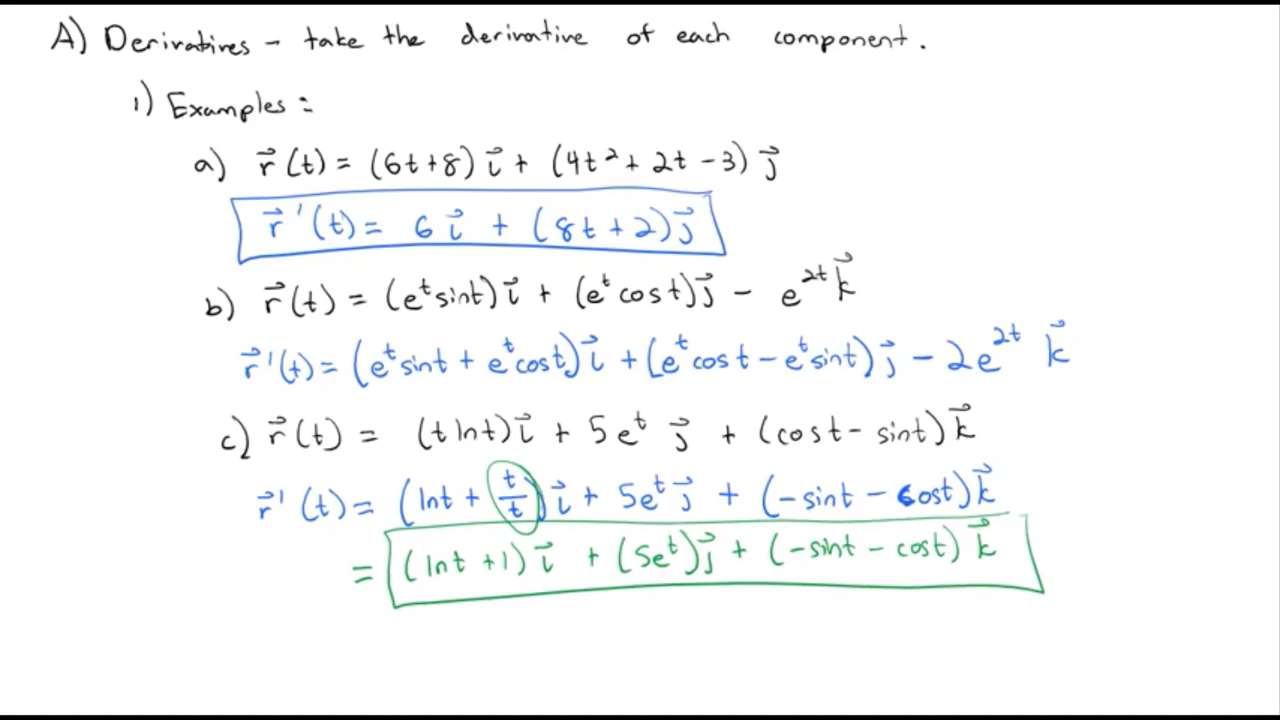 A) Derivatives - take the derivative of each component.
1) Examples:
a) r⃗(t) = (6t+8) i⃗ + (4t² + 2t - 3) j⃗
r⃗'(t) = 6 i⃗ + (8t + 2) j⃗
b) r⃗(t) = (eᵗ sint) i⃗ + (eᵗ cost) j⃗ - e²ᵗ k⃗
r⃗'(t) = (eᵗ sint + eᵗ cost) i⃗ + (eᵗ cost - eᵗ sint) j⃗ - 2e²ᵗ k⃗
c) r⃗(t) = (t lnt) i⃗ + 5eᵗ j⃗ + (cost - sint) k⃗
r⃗'(t) = (lnt + t/t) i⃗ + 5eᵗ j⃗ + (-sint - cost) k⃗
= (lnt + 1) i⃗ + (5eᵗ) j⃗ + (-sint - cost) k⃗